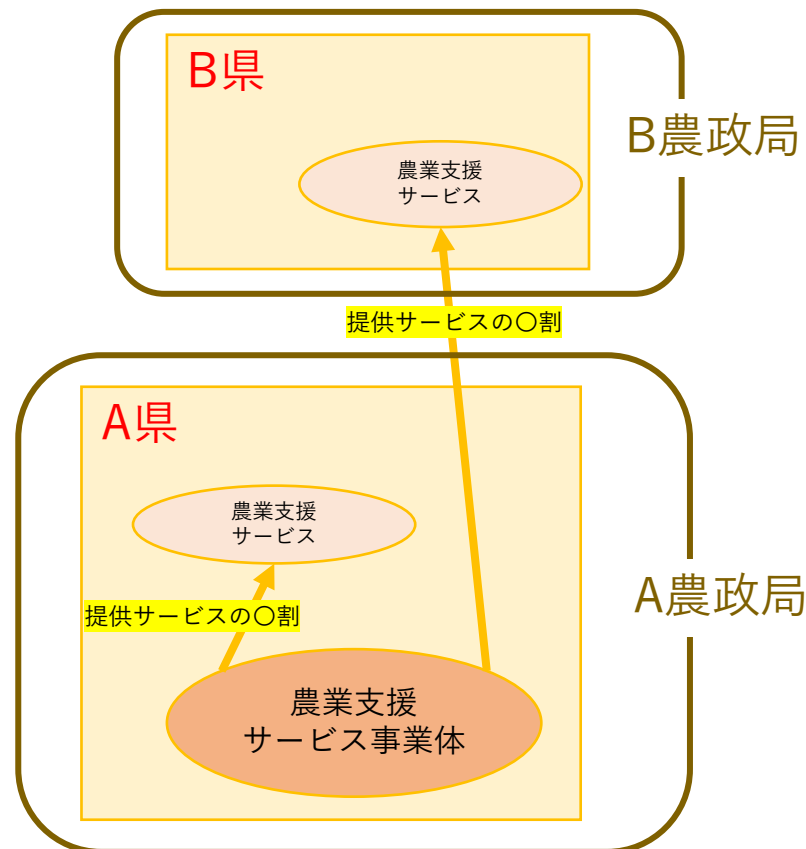 B県
B農政局
農業支援
サービス
提供サービスの〇割
A県
農業支援
サービス
A農政局
提供サービスの〇割
農業支援
サービス事業体